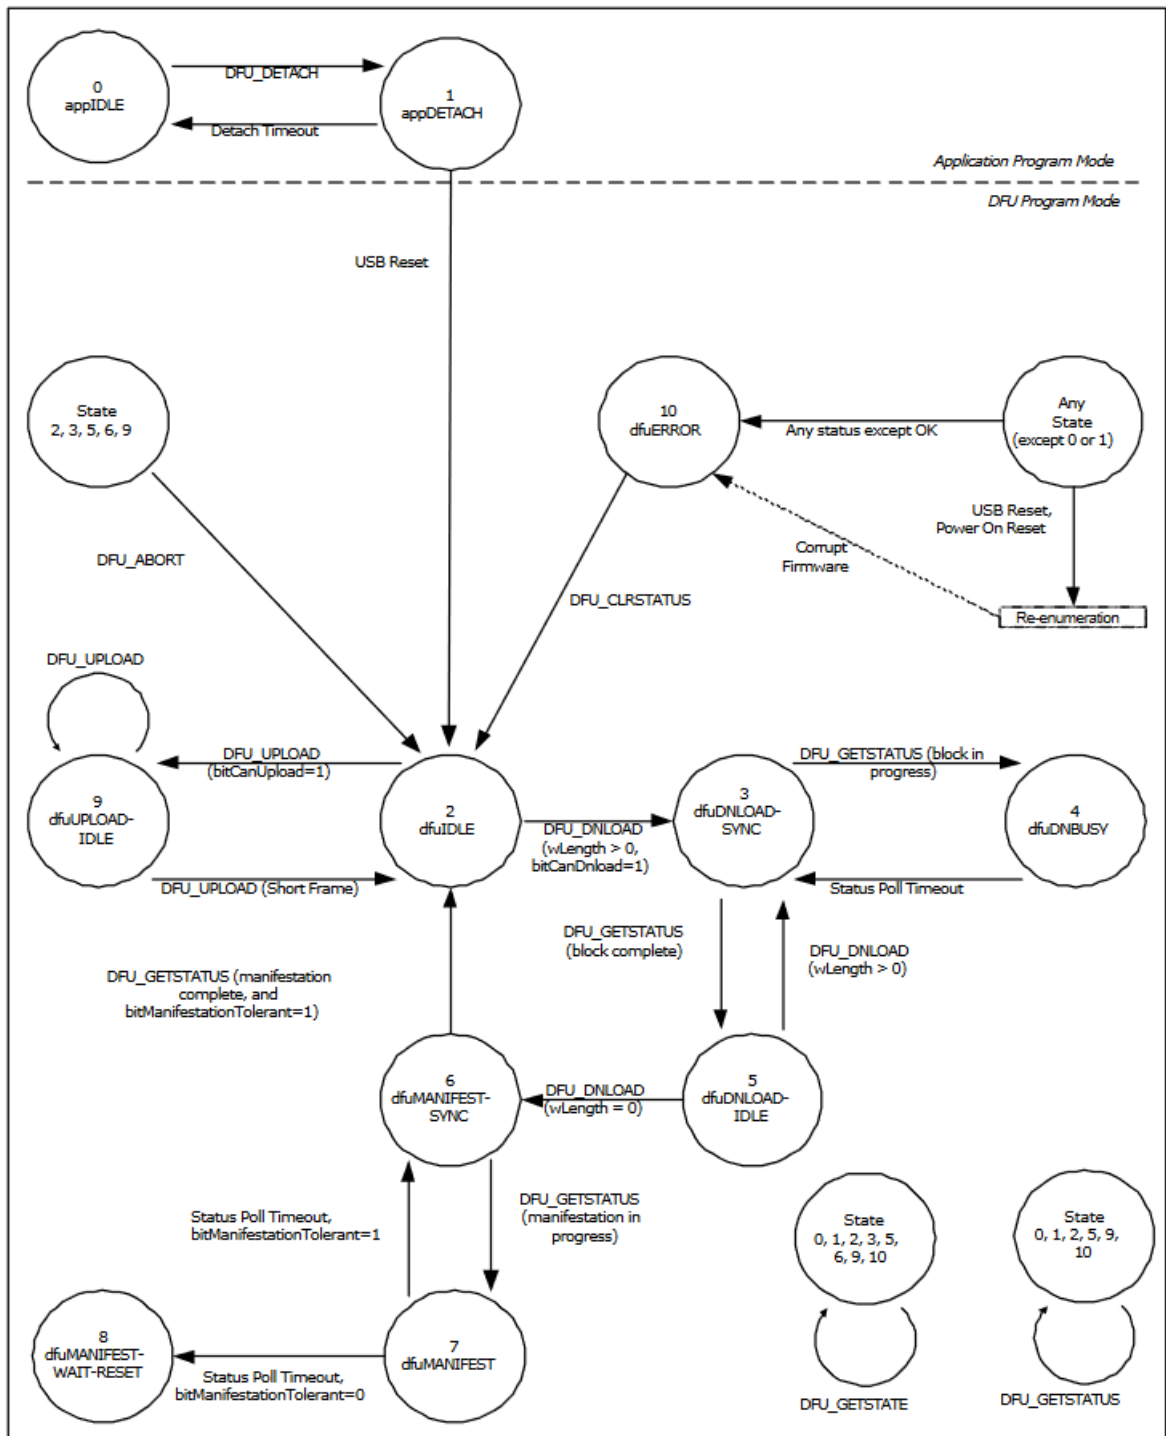 0
appIDLE
DFU_DETACH
Detach Timeout
1
appDETACH
Application Program Mode
DFU Program Mode
USB Reset
State
2, 3, 5, 6, 9
10
dfuERROR
Any status except OK
Any
State
(except 0 or 1)
USB Reset,
Power On Reset
DFU_ABORT
Corrupt
Firmware
DFU_CLRSTATUS
Re-enumeration
DFU_UPLOAD
DFU_UPLOAD
(bitCanUpload=1)
9
dfuUPLOAD-
IDLE
DFU_UPLOAD (Short Frame)
2
dfuIDLE
DFU_DNLOAD
(wLength > 0,
bitCanDnload=1)
3
dfuDNLOAD-
SYNC
DFU_GETSTATUS (block in
progress)
4
dfuDNBUSY
Status Poll Timeout
DFU_GETSTATUS
(block complete)
DFU_DNLOAD
(wLength > 0)
DFU_GETSTATUS (manifestation
complete, and
bitManifestationTolerant=1)
6
dfuMANIFEST-
SYNC
DFU_DNLOAD
(wLength = 0)
5
dfuDNLOAD-
IDLE
Status Poll Timeout,
bitManifestationTolerant=1
DFU_GETSTATUS
(manifestation in
progress)
State
0, 1, 2, 3, 5,
6, 9, 10
DFU_GETSTATE
State
0, 1, 2, 5, 9,
10
DFU_GETSTATUS
8
dfuMANIFEST-
WAIT-RESET
Status Poll Timeout,
bitManifestationTolerant=0
7
dfuMANIFEST